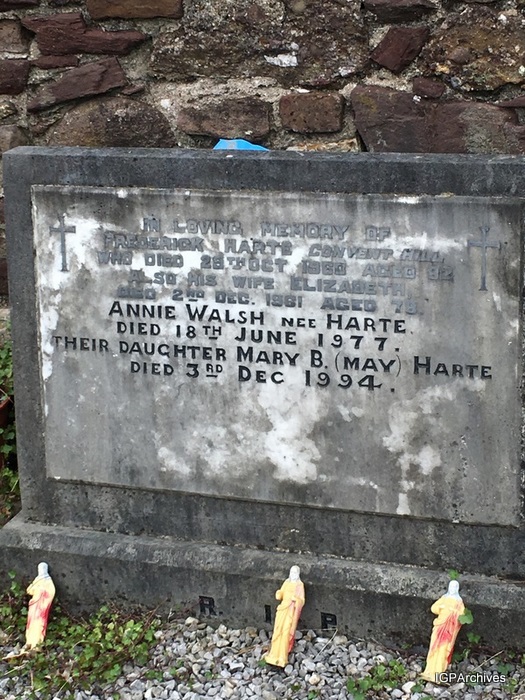 IN LOVING MEMORY OF
FREDERICK HARTE CONVENT HILL
WHO DIED 28TH OCT 1960 AGED 82
ALSO HIS WIFE ELIZABETH
DIED 2ND DEC. 1961 AGED 78.
ANNIE WALSH NEE HARTE.
DIED 18TH JUNE 1977.
THEIR DAUGHTER MARY B. (MAY) HARTE
DIED 3RD DEC 1994.
R I P
IGPArchives